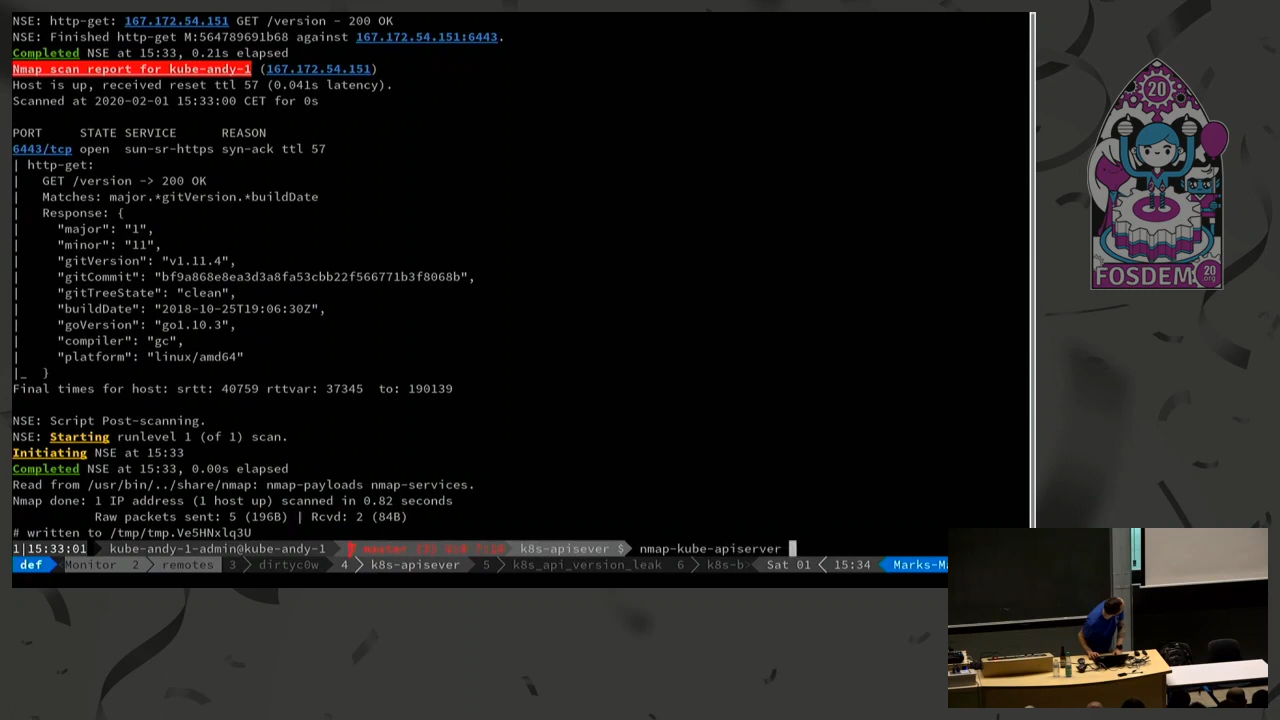 NSE: http-get: 167.172.54.151 GET /version - 200 OK
NSE: Finished http-get M:564789691b68 against 167.172.54.151:6443.
Completed NSE at 15:33, 0.21s elapsed
Nmap scan report for kube-andy-1 (167.172.54.151)
Host is up, received reset ttl 57 (0.041s latency).
Scanned at 2020-02-01 15:33:00 CET for 0s
PORT STATE SERVICE REASON
6443/tcp open sun-sr-https syn-ack ttl 57
| http-get:
| GET /version -> 200 OK
| Matches: major.*gitVersion.*buildDate
| Response: {
| "major": "1",
| "minor": "11",
| "gitVersion": "v1.11.4",
| "gitCommit": "bf9a868e8ea3d3a8fa53cbb22f566771b3f8068b",
| "gitTreeState": "clean",
| "buildDate": "2018-10-25T19:06:30Z",
| "goVersion": "go1.10.3",
| "compiler": "gc",
| "platform": "linux/amd64"
|_ }
Final times for host: srtt: 40759 rttvar: 37345 to: 190139
NSE: Script Post-scanning.
NSE: Starting runlevel 1 (of 1) scan.
Initiating NSE at 15:33
Completed NSE at 15:33, 0.00s elapsed
Read from /usr/bin/../share/nmap: nmap-payloads nmap-services.
Nmap done: 1 IP address (1 host up) scanned in 0.82 seconds
Raw packets sent: 5 (196B) | Rcvd: 2 (84B)
# written to /tmp/tmp.Ve5HNxlq3U
1|15:33:01 kube-andy-1-admin@kube-andy-1 master k8s-apisever $ nmap-kube-apiserver
def Monitor 2 remotes 3 dirtyc0w 4 k8s-apisever 5 k8s_api_version_leak 6 k8s-b> Sat 01 15:34 Marks-Ma
20
FOSDEM 20
.org